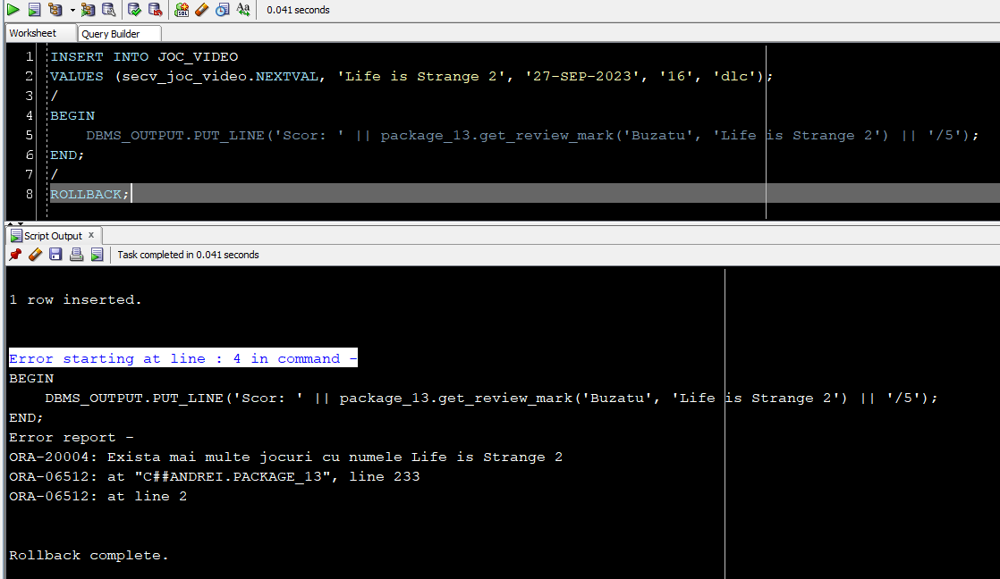 0.041 seconds
Worksheet Query Builder
1 INSERT INTO JOC_VIDEO
2 VALUES (secv_joc_video.NEXTVAL, 'Life is Strange 2', '27-SEP-2023', '16', 'dlc');
3 /
4 BEGIN
5 DBMS_OUTPUT.PUT_LINE('Scor: ' || package_13.get_review_mark('Buzatu', 'Life is Strange 2') || '/5');
6 END;
7 /
8 ROLLBACK;
Script Output x
Task completed in 0.041 seconds
1 row inserted.
Error starting at line : 4 in command -
BEGIN
DBMS_OUTPUT.PUT_LINE('Scor: ' || package_13.get_review_mark('Buzatu', 'Life is Strange 2') || '/5');
END;
Error report -
ORA-20004: Exista mai multe jocuri cu numele Life is Strange 2
ORA-06512: at "C##ANDREI.PACKAGE_13", line 233
ORA-06512: at line 2
Rollback complete.